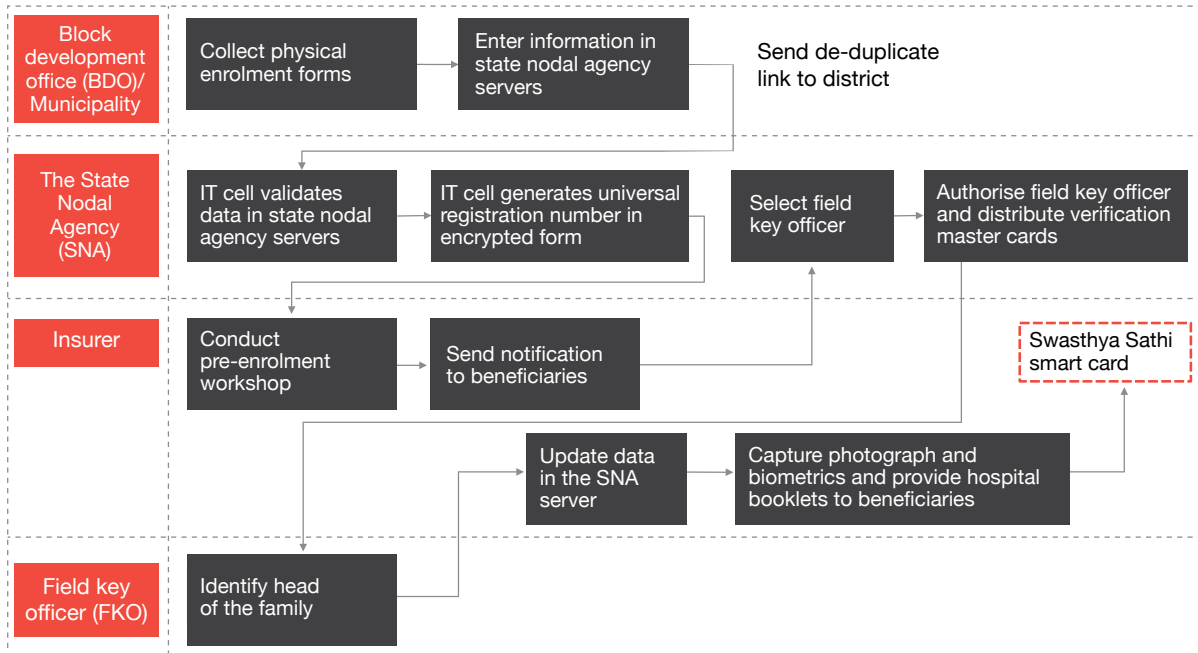 Block
development
office (BDO)/
Municipality
Collect physical
enrolment forms
Enter information in
state nodal agency
servers
Send de-duplicate
link to district
The State
Nodal
Agency
(SNA)
IT cell validates
data in state nodal
agency servers
IT cell generates universal
registration number in
encrypted form
Select field
key officer
Authorise field key officer
and distribute verification
master cards
Insurer
Conduct
pre-enrolment
workshop
Send notification
to beneficiaries
Swasthya Sathi
smart card
Update data
in the SNA
server
Capture photograph and
biometrics and provide hospital
booklets to beneficiaries
Field key
officer (FKO)
Identify head
of the family